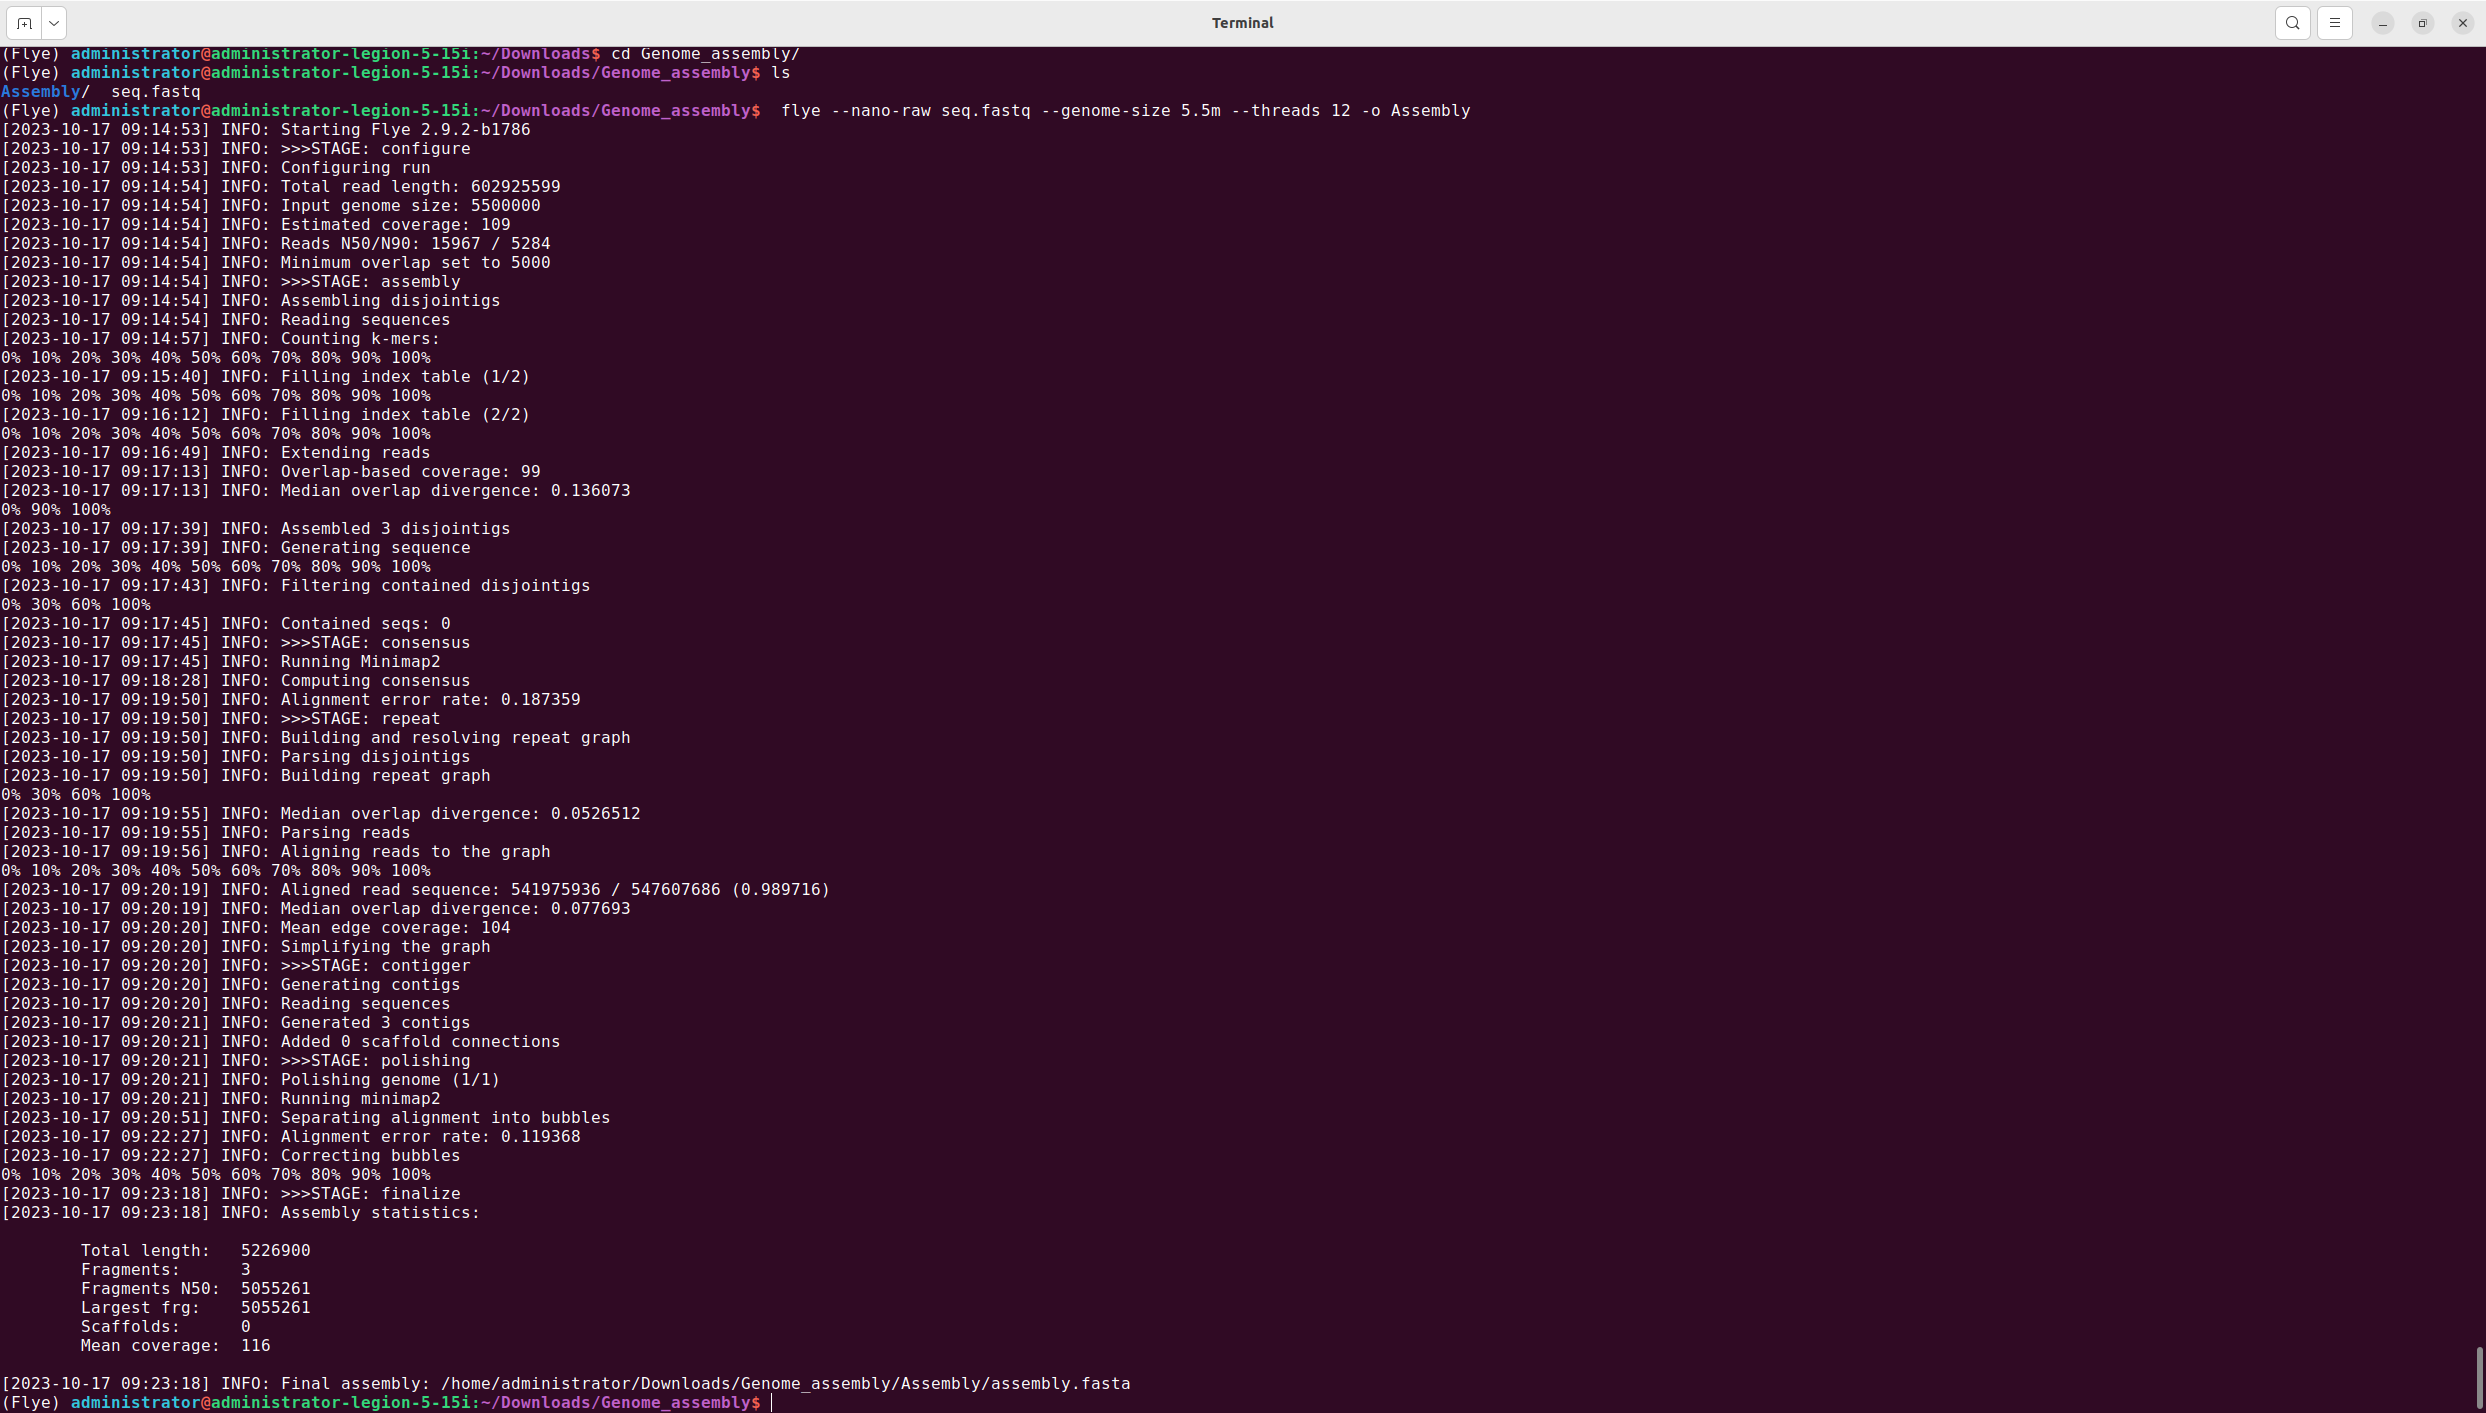 Terminal
(Flye) administrator@administrator-legion-5-15i:~/Downloads$ cd Genome_assembly/
(Flye) administrator@administrator-legion-5-15i:~/Downloads/Genome_assembly$ ls
Assembly/  seq.fastq
(Flye) administrator@administrator-legion-5-15i:~/Downloads/Genome_assembly$  flye --nano-raw seq.fastq --genome-size 5.5m --threads 12 -o Assembly
[2023-10-17 09:14:53] INFO: Starting Flye 2.9.2-b1786
[2023-10-17 09:14:53] INFO: >>>STAGE: configure
[2023-10-17 09:14:53] INFO: Configuring run
[2023-10-17 09:14:54] INFO: Total read length: 602925599
[2023-10-17 09:14:54] INFO: Input genome size: 5500000
[2023-10-17 09:14:54] INFO: Estimated coverage: 109
[2023-10-17 09:14:54] INFO: Reads N50/N90: 15967 / 5284
[2023-10-17 09:14:54] INFO: Minimum overlap set to 5000
[2023-10-17 09:14:54] INFO: >>>STAGE: assembly
[2023-10-17 09:14:54] INFO: Assembling disjointigs
[2023-10-17 09:14:54] INFO: Reading sequences
[2023-10-17 09:14:57] INFO: Counting k-mers:
0% 10% 20% 30% 40% 50% 60% 70% 80% 90% 100%
[2023-10-17 09:15:40] INFO: Filling index table (1/2)
0% 10% 20% 30% 40% 50% 60% 70% 80% 90% 100%
[2023-10-17 09:16:12] INFO: Filling index table (2/2)
0% 10% 20% 30% 40% 50% 60% 70% 80% 90% 100%
[2023-10-17 09:16:49] INFO: Extending reads
[2023-10-17 09:17:13] INFO: Overlap-based coverage: 99
[2023-10-17 09:17:13] INFO: Median overlap divergence: 0.136073
0% 90% 100%
[2023-10-17 09:17:39] INFO: Assembled 3 disjointigs
[2023-10-17 09:17:39] INFO: Generating sequence
0% 10% 20% 30% 40% 50% 60% 70% 80% 90% 100%
[2023-10-17 09:17:43] INFO: Filtering contained disjointigs
0% 30% 60% 100%
[2023-10-17 09:17:45] INFO: Contained seqs: 0
[2023-10-17 09:17:45] INFO: >>>STAGE: consensus
[2023-10-17 09:17:45] INFO: Running Minimap2
[2023-10-17 09:18:28] INFO: Computing consensus
[2023-10-17 09:19:50] INFO: Alignment error rate: 0.187359
[2023-10-17 09:19:50] INFO: >>>STAGE: repeat
[2023-10-17 09:19:50] INFO: Building and resolving repeat graph
[2023-10-17 09:19:50] INFO: Parsing disjointigs
[2023-10-17 09:19:50] INFO: Building repeat graph
0% 30% 60% 100%
[2023-10-17 09:19:55] INFO: Median overlap divergence: 0.0526512
[2023-10-17 09:19:55] INFO: Parsing reads
[2023-10-17 09:19:56] INFO: Aligning reads to the graph
0% 10% 20% 30% 40% 50% 60% 70% 80% 90% 100%
[2023-10-17 09:20:19] INFO: Aligned read sequence: 541975936 / 547607686 (0.989716)
[2023-10-17 09:20:19] INFO: Median overlap divergence: 0.077693
[2023-10-17 09:20:20] INFO: Mean edge coverage: 104
[2023-10-17 09:20:20] INFO: Simplifying the graph
[2023-10-17 09:20:20] INFO: >>>STAGE: contigger
[2023-10-17 09:20:20] INFO: Generating contigs
[2023-10-17 09:20:20] INFO: Reading sequences
[2023-10-17 09:20:21] INFO: Generated 3 contigs
[2023-10-17 09:20:21] INFO: Added 0 scaffold connections
[2023-10-17 09:20:21] INFO: >>>STAGE: polishing
[2023-10-17 09:20:21] INFO: Polishing genome (1/1)
[2023-10-17 09:20:21] INFO: Running minimap2
[2023-10-17 09:20:51] INFO: Separating alignment into bubbles
[2023-10-17 09:22:27] INFO: Alignment error rate: 0.119368
[2023-10-17 09:22:27] INFO: Correcting bubbles
0% 10% 20% 30% 40% 50% 60% 70% 80% 90% 100%
[2023-10-17 09:23:18] INFO: >>>STAGE: finalize
[2023-10-17 09:23:18] INFO: Assembly statistics:
Total length:   5226900
Fragments:      3
Fragments N50:  5055261
Largest frg:    5055261
Scaffolds:      0
Mean coverage:  116
[2023-10-17 09:23:18] INFO: Final assembly: /home/administrator/Downloads/Genome_assembly/Assembly/assembly.fasta
(Flye) administrator@administrator-legion-5-15i:~/Downloads/Genome_assembly$